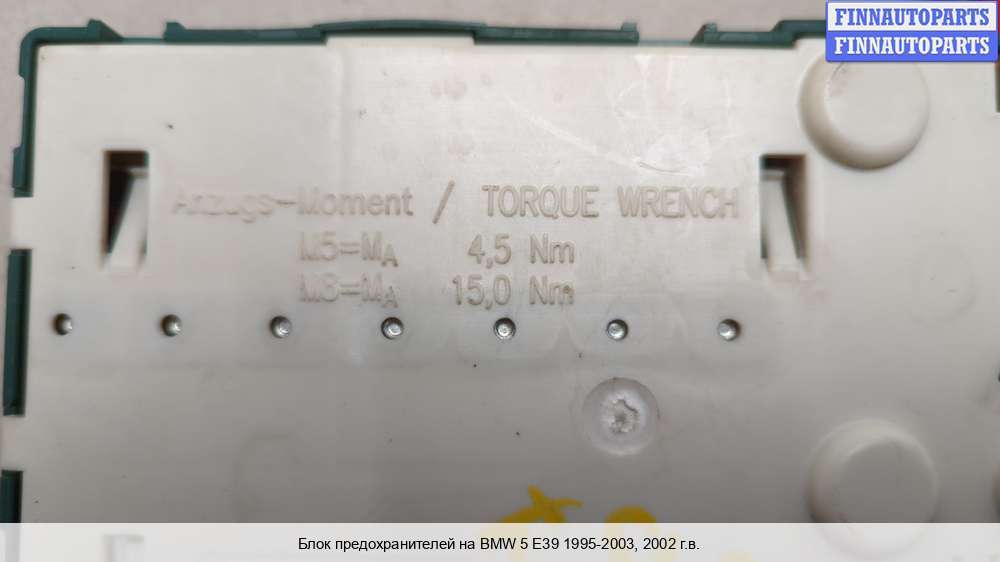 FINNAUTOPARTS
FINNAUTOPARTS
Anzugs-Moment / TORQUE WRENCH
M5=MA 4,5 Nm
M8=MA 15,0 Nm
Блок предохранителей на BMW 5 E39 1995-2003, 2002 г.в.